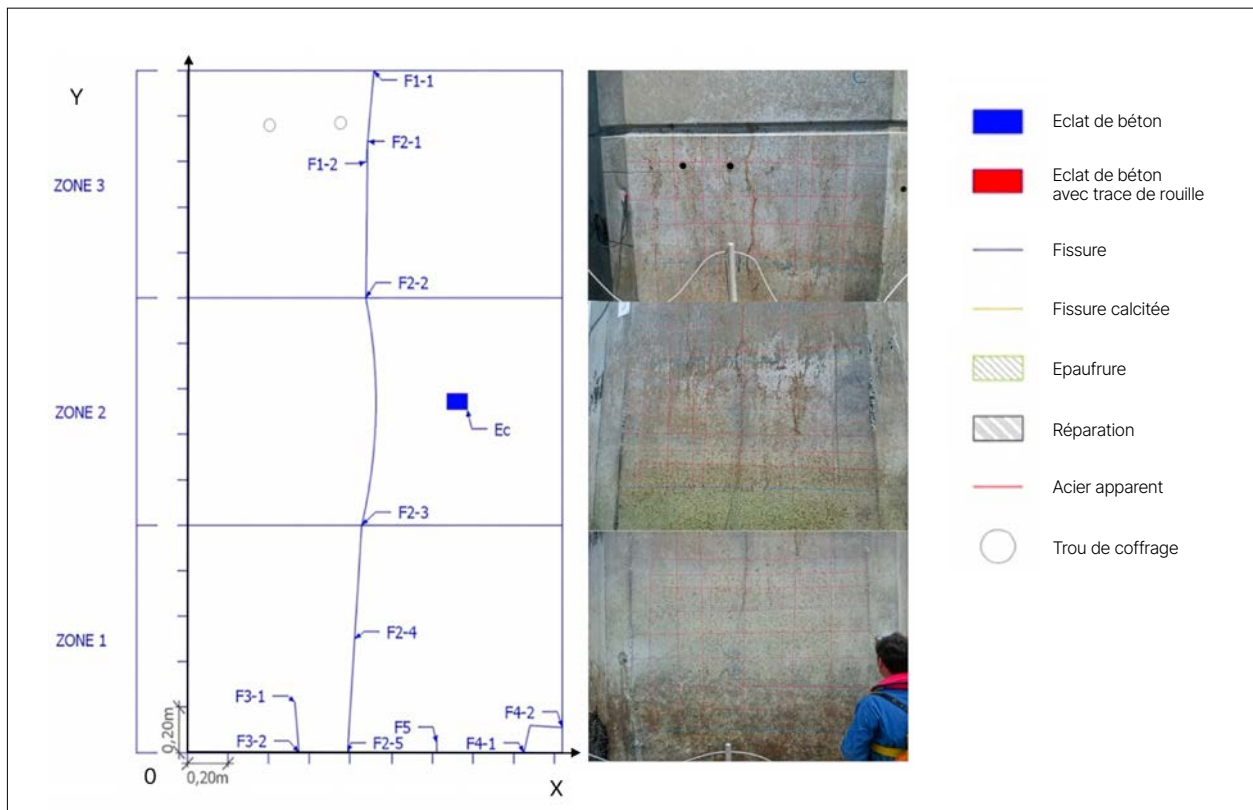 Y
F1-1
F2-1
F1-2
ZONE 3
F2-2
ZONE 2
Ec
F2-3
ZONE 1
F2-4
F3-1
F4-2
F5
0,20m
F3-2
F2-5
F4-1
O
0,20m
X
Eclat de béton
Eclat de béton
avec trace de rouille
Fissure
Fissure calcitée
Epaufrure
Réparation
Acier apparent
Trou de coffrage